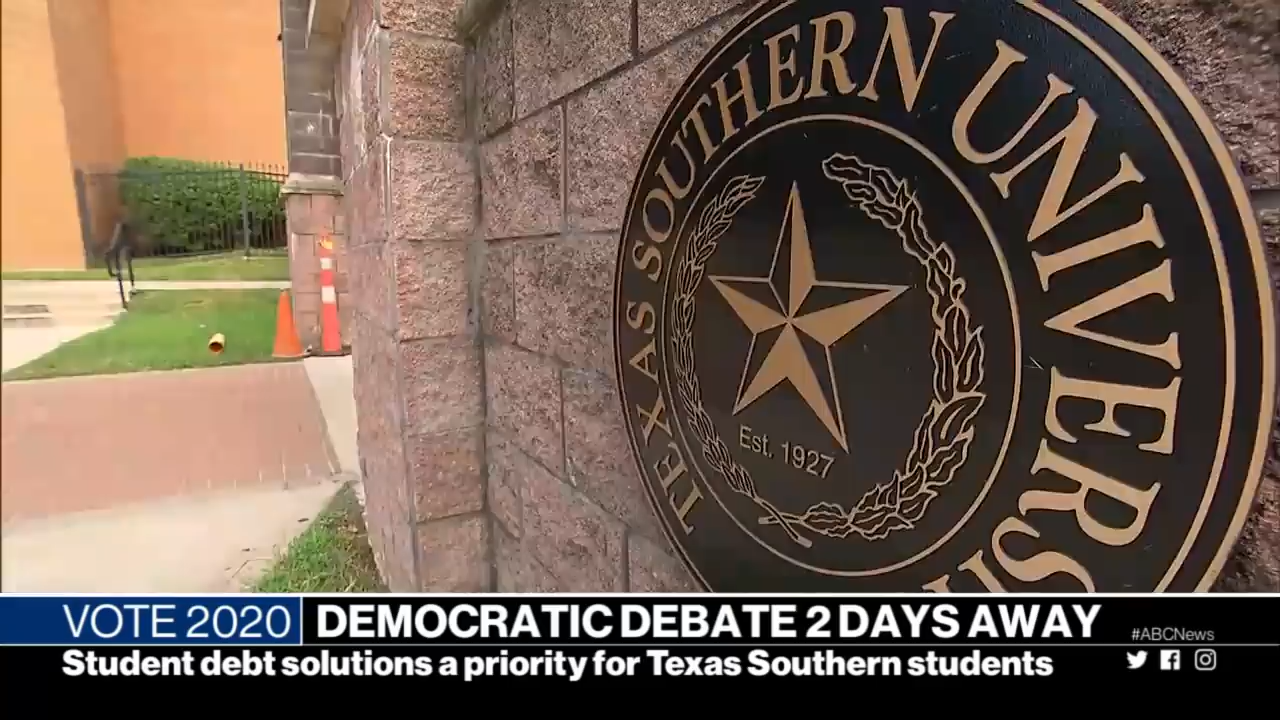 TEXAS SOUTHERN UNIVERSI
Est. 1927
VOTE 2020
DEMOCRATIC DEBATE 2 DAYS AWAY
#ABCNews
Student debt solutions a priority for Texas Southern students